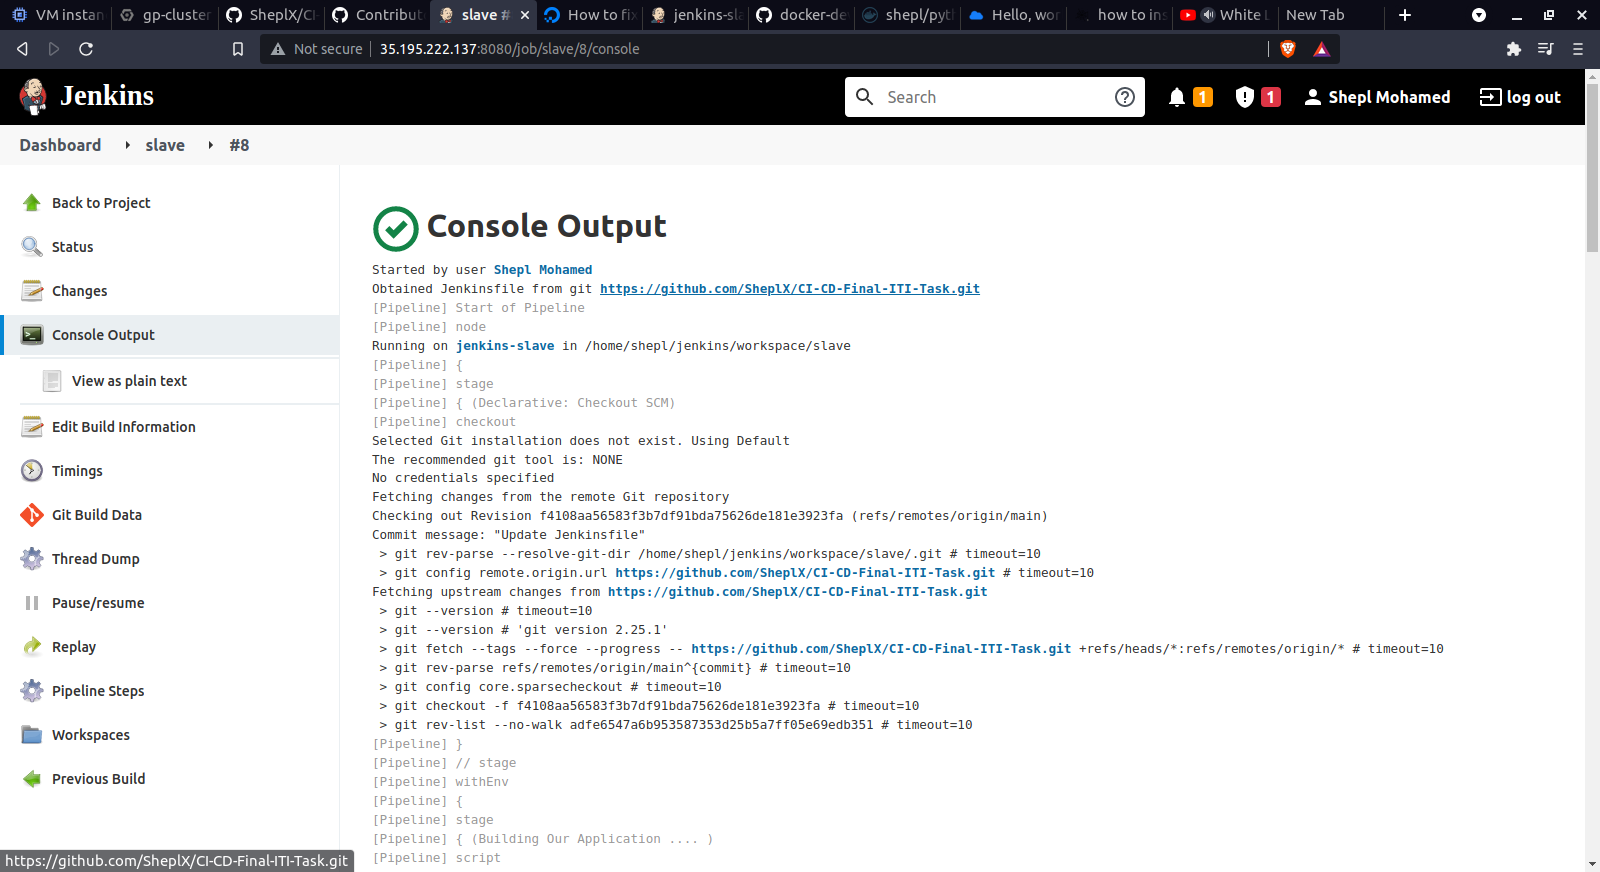 VM instan
gp-cluster
SheplX/CI-
Contribut
slave #
How to fix
jenkins-sla
docker-de
shepl/pyt
Hello, wor
how to ins
White L
New Tab
Not secure
35.195.222.137:8080/job/slave/8/console
Jenkins
Search
1
1
Shepl Mohamed
log out
Dashboard
slave
#8
Back to Project
Status
Changes
Console Output
View as plain text
Edit Build Information
Timings
Git Build Data
Thread Dump
Pause/resume
Replay
Pipeline Steps
Workspaces
Previous Build
Console Output
Started by user Shepl Mohamed
Obtained Jenkinsfile from git https://github.com/SheplX/CI-CD-Final-ITI-Task.git
[Pipeline] Start of Pipeline
[Pipeline] node
Running on jenkins-slave in /home/shepl/jenkins/workspace/slave
[Pipeline] {
[Pipeline] stage
[Pipeline] { (Declarative: Checkout SCM)
[Pipeline] checkout
Selected Git installation does not exist. Using Default
The recommended git tool is: NONE
No credentials specified
Fetching changes from the remote Git repository
Checking out Revision f4108aa56583f3b7df91bda75626de181e3923fa (refs/remotes/origin/main)
Commit message: "Update Jenkinsfile"
> git rev-parse --resolve-git-dir /home/shepl/jenkins/workspace/slave/.git # timeout=10
> git config remote.origin.url https://github.com/SheplX/CI-CD-Final-ITI-Task.git # timeout=10
Fetching upstream changes from https://github.com/SheplX/CI-CD-Final-ITI-Task.git
> git --version # timeout=10
> git --version # 'git version 2.25.1'
> git fetch --tags --force --progress -- https://github.com/SheplX/CI-CD-Final-ITI-Task.git +refs/heads/*:refs/remotes/origin/* # timeout=10
> git rev-parse refs/remotes/origin/main^{commit} # timeout=10
> git config core.sparsecheckout # timeout=10
> git checkout -f f4108aa56583f3b7df91bda75626de181e3923fa # timeout=10
> git rev-list --no-walk adfe6547a6b953587353d25b5a7ff05e69edb351 # timeout=10
[Pipeline] }
[Pipeline] // stage
[Pipeline] withEnv
[Pipeline] {
[Pipeline] stage
[Pipeline] { (Building Our Application .... )
[Pipeline] script
https://github.com/SheplX/CI-CD-Final-ITI-Task.git